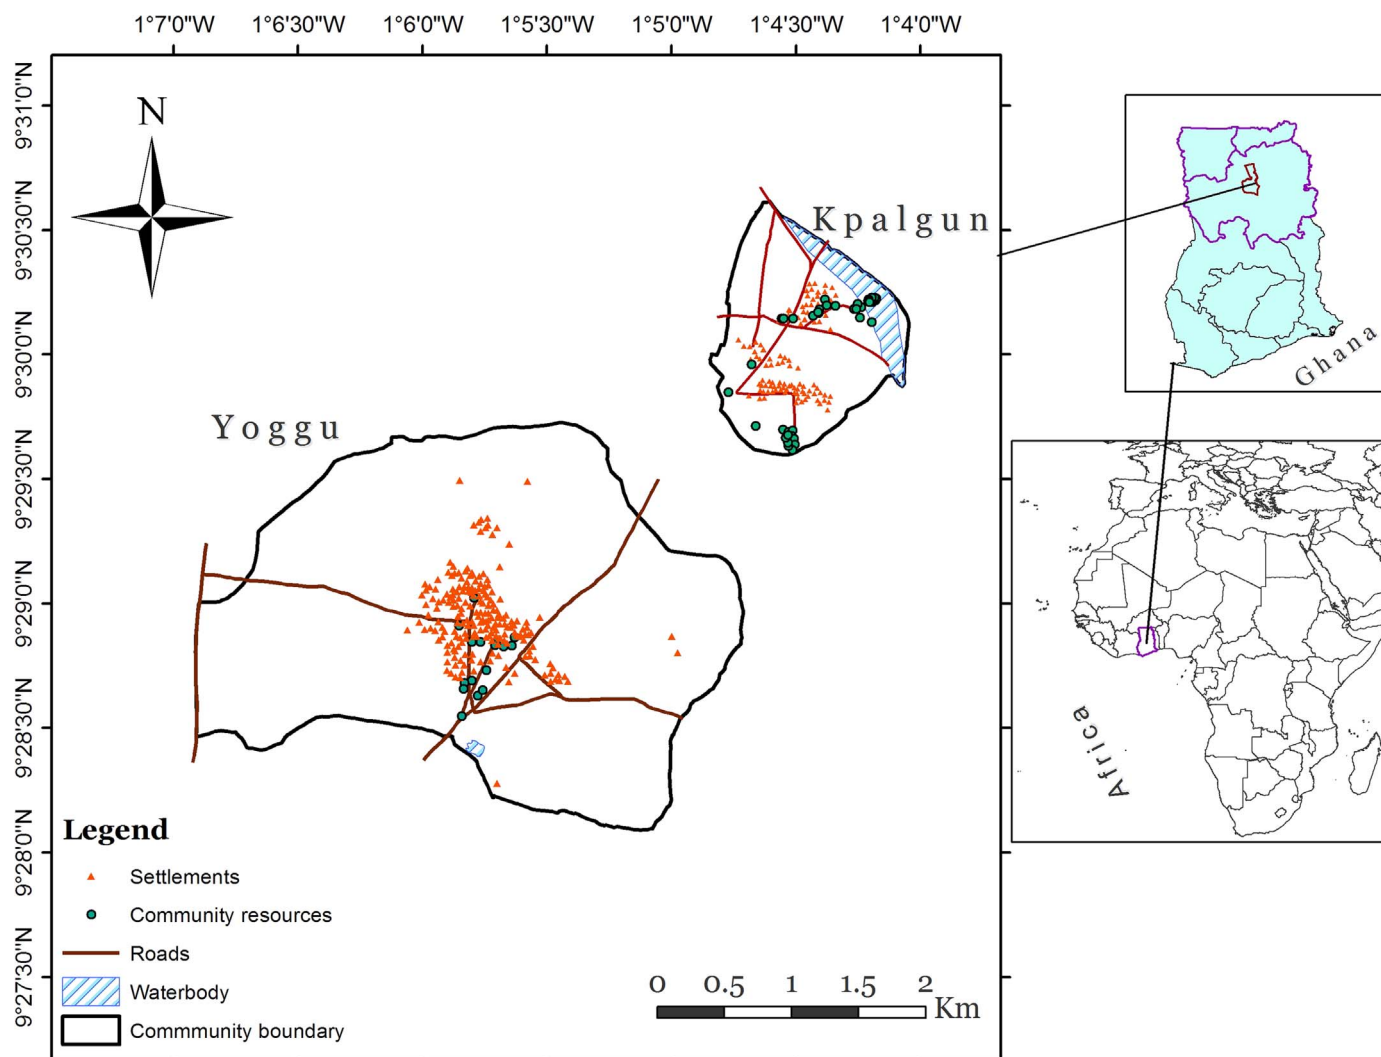 1°7'0"W 1°6'30"W 1°6'0"W 1°5'30"W 1°5'0"W 1°4'30"W 1°4'0"W
9°31'0"N
9°30'30"N
9°30'0"N
9°29'30"N
9°29'0"N
9°28'30"N
9°28'0"N
9°27'30"N
N
Kpalgun
Yoggu
Ghana
Africa
Legend
Settlements
Community resources
Roads
Waterbody
Commmunity boundary
0 0.5 1 1.5 2
Km